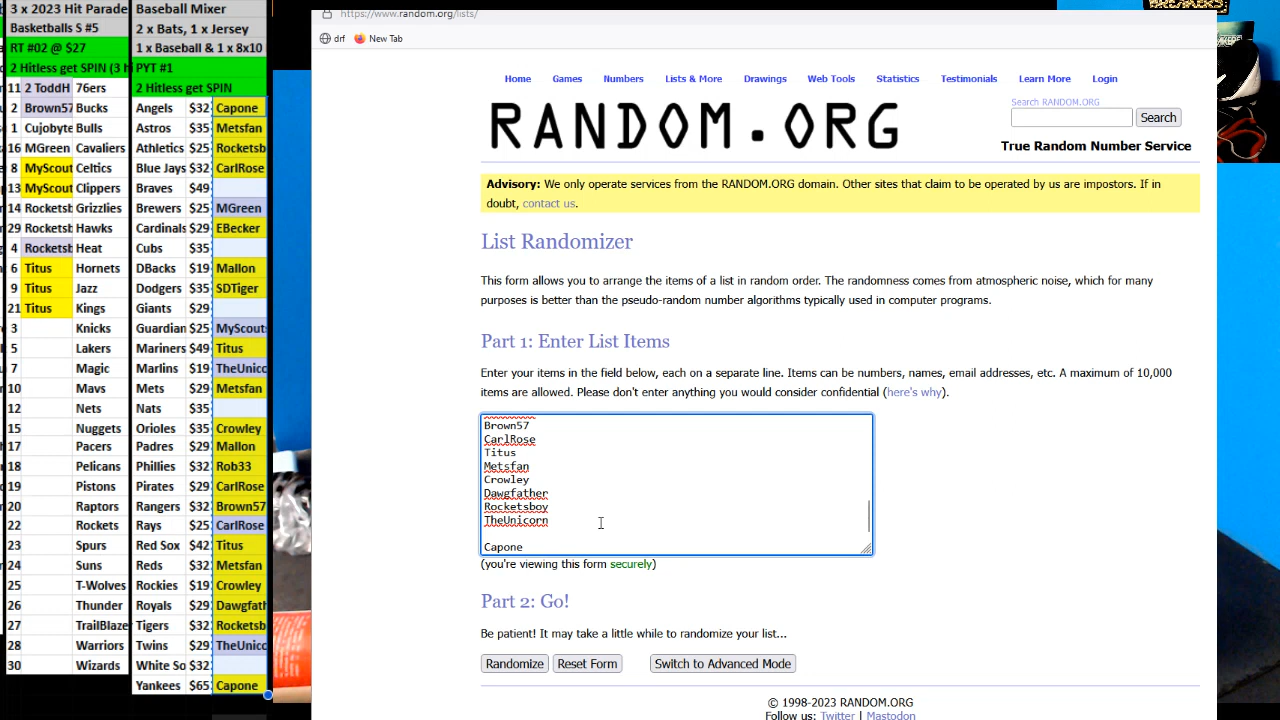 3 x 2023 Hit Parade
Basketballs S #5
RT #02 @ $27
2 Hitless get SPIN (3 h
11 2 ToddH 76ers
2 Brown57 Bucks
1 Cujobyte Bulls
16 MGreen Cavaliers
8 MyScout Celtics
13 MyScout Clippers
14 Rocketsb Grizzlies
29 Rocketsb Hawks
4 Rocketsb Heat
6 Titus Hornets
9 Titus Jazz
21 Titus Kings
3 Knicks
5 Lakers
7 Magic
10 Mavs
12 Nets
15 Nuggets
17 Pacers
18 Pelicans
19 Pistons
20 Raptors
22 Rockets
23 Spurs
24 Suns
25 T-Wolves
26 Thunder
27 TrailBlaze
28 Warriors
30 Wizards
Baseball Mixer
2 x Bats, 1 x Jersey
1 x Baseball & 1 x 8x10
PYT #1
2 Hitless get SPIN
Angels $32 Capone
Astros $35 Metsfan
Athletics $25 Rocketsb
Blue Jays $32 CarlRose
Braves $49
Brewers $25 MGreen
Cardinals $29 EBecker
Cubs $35
DBacks $19 Mallon
Dodgers $35 SDTiger
Giants $29
Guardian $25 MyScouts
Mariners $49 Titus
Marlins $19 TheUnico
Mets $29 Metsfan
Nats $35
Orioles $35 Crowley
Padres $29 Mallon
Phillies $32 Rob33
Pirates $29 CarlRose
Rangers $32 Brown57
Rays $25 CarlRose
Red Sox $42 Titus
Reds $32 Metsfan
Rockies $19 Crowley
Royals $29 Dawgfath
Tigers $32 Rocketsb
Twins $29 TheUnico
White So $32
Yankees $65 Capone
https://www.random.org/lists/
drf New Tab
Home Games Numbers Lists & More Drawings Web Tools Statistics Testimonials Learn More Login
RANDOM.ORG
Search RANDOM.ORG
Search
True Random Number Service
Advisory: We only operate services from the RANDOM.ORG domain. Other sites that claim to be operated by us are impostors. If in
doubt, contact us.
List Randomizer
This form allows you to arrange the items of a list in random order. The randomness comes from atmospheric noise, which for many
purposes is better than the pseudo-random number algorithms typically used in computer programs.
Part 1: Enter List Items
Enter your items in the field below, each on a separate line. Items can be numbers, names, email addresses, etc. A maximum of 10,000
items are allowed. Please don't enter anything you would consider confidential (here's why).
Brown57
CarlRose
Titus
Metsfan
Crowley
Dawgfather
Rocketsboy
TheUnicorn
Capone
(you're viewing this form securely)
Part 2: Go!
Be patient! It may take a little while to randomize your list...
Randomize Reset Form Switch to Advanced Mode
© 1998-2023 RANDOM.ORG
Follow us: Twitter | Mastodon